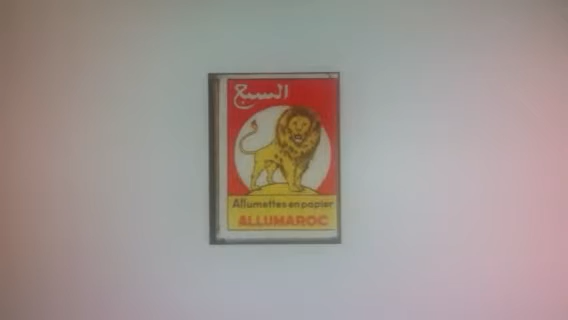 السبع
Allumettes en papier
ALLUMAROC